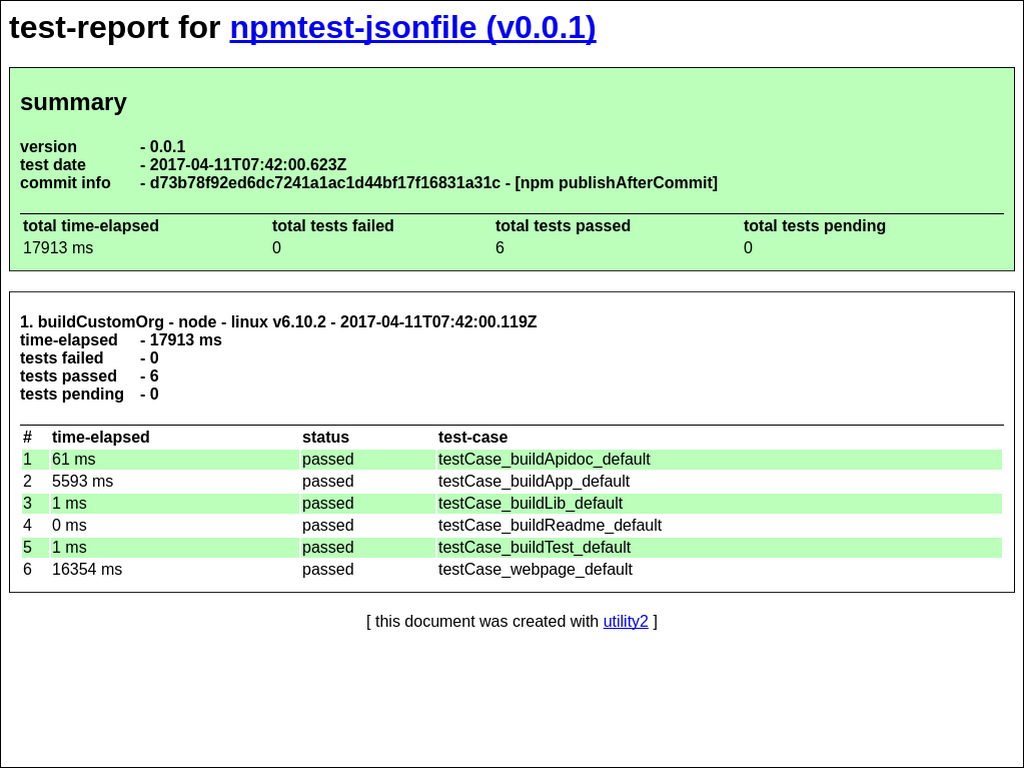 test-report for npmtest-jsonfile (v0.0.1)
summary
version - 0.0.1
test date - 2017-04-11T07:42:00.623Z
commit info - d73b78f92ed6dc7241a1ac1d44bf17f16831a31c - [npm publishAfterCommit]
total time-elapsed total tests failed total tests passed total tests pending
17913 ms 0 6 0
1. buildCustomOrg - node - linux v6.10.2 - 2017-04-11T07:42:00.119Z
time-elapsed - 17913 ms
tests failed - 0
tests passed - 6
tests pending - 0
# time-elapsed status test-case
1 61 ms passed testCase_buildApidoc_default
2 5593 ms passed testCase_buildApp_default
3 1 ms passed testCase_buildLib_default
4 0 ms passed testCase_buildReadme_default
5 1 ms passed testCase_buildTest_default
6 16354 ms passed testCase_webpage_default
[ this document was created with utility2 ]